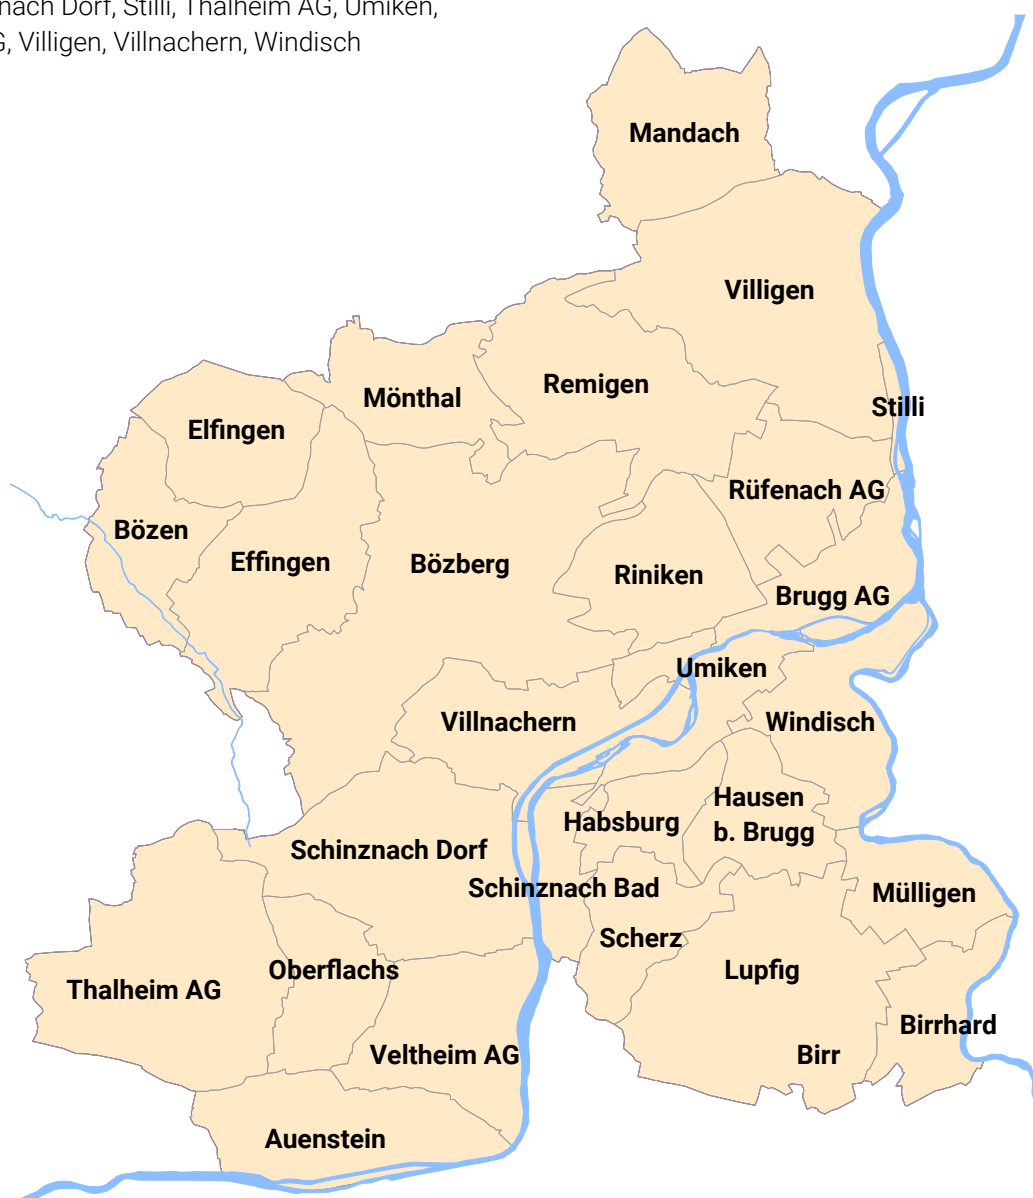 nach Dorf, Stilli, Thalheim AG, Umiken,
G, Villigen, Villnachern, Windisch
Mandach
Villigen
Remigen
Mönthal
Stilli
Elfingen
Rüfenach AG
Bözen
Effingen
Bözberg
Riniken
Brugg AG
Umiken
Villnachern
Windisch
Hausen
b. Brugg
Habsburg
Schinznach Dorf
Schinznach Bad
Mülligen
Scherz
Oberflachs
Lupfig
Thalheim AG
Birrhard
Veltheim AG
Birr
Auenstein